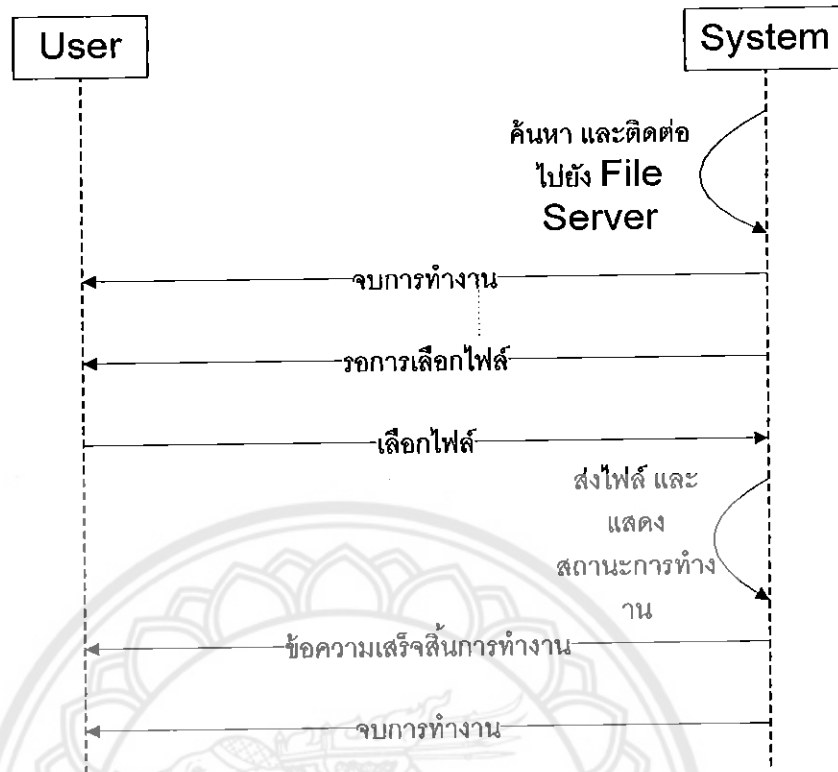 User
System
ค้นหา และติดต่อ
ไปยัง File
Server
จบการทำงาน
รอการเลือกไฟล์
เลือกไฟล์
ส่งไฟล์ และ
แสดง
สถานะการทำง
าน
ข้อความเสร็จสิ้นการทำงาน
จบการทำงาน